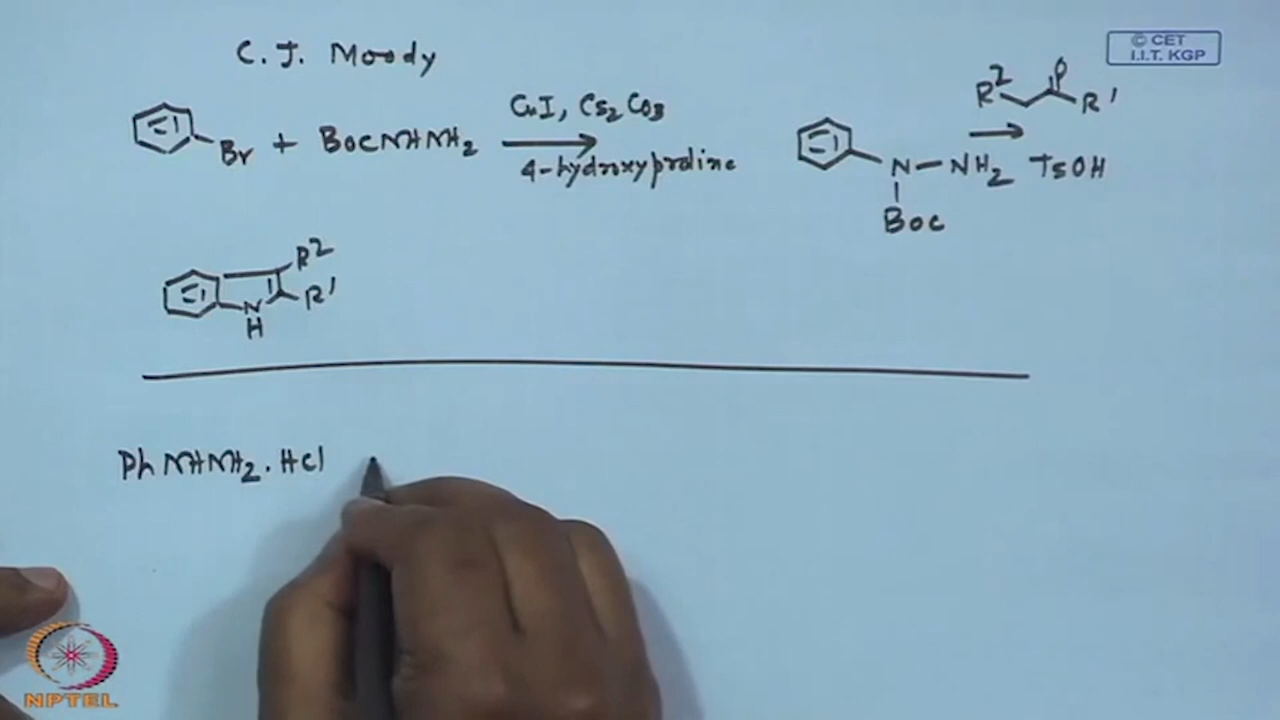 C. J. Moody
© CET
I.I.T. KGP
Br + BocNHNH2
CuI, Cs2CO3
4-hydroxyproline
N-NH2
Boc
R2 O R1
TsOH
R2
R1
N
H
PhNHNH2.HCl
NPTEL